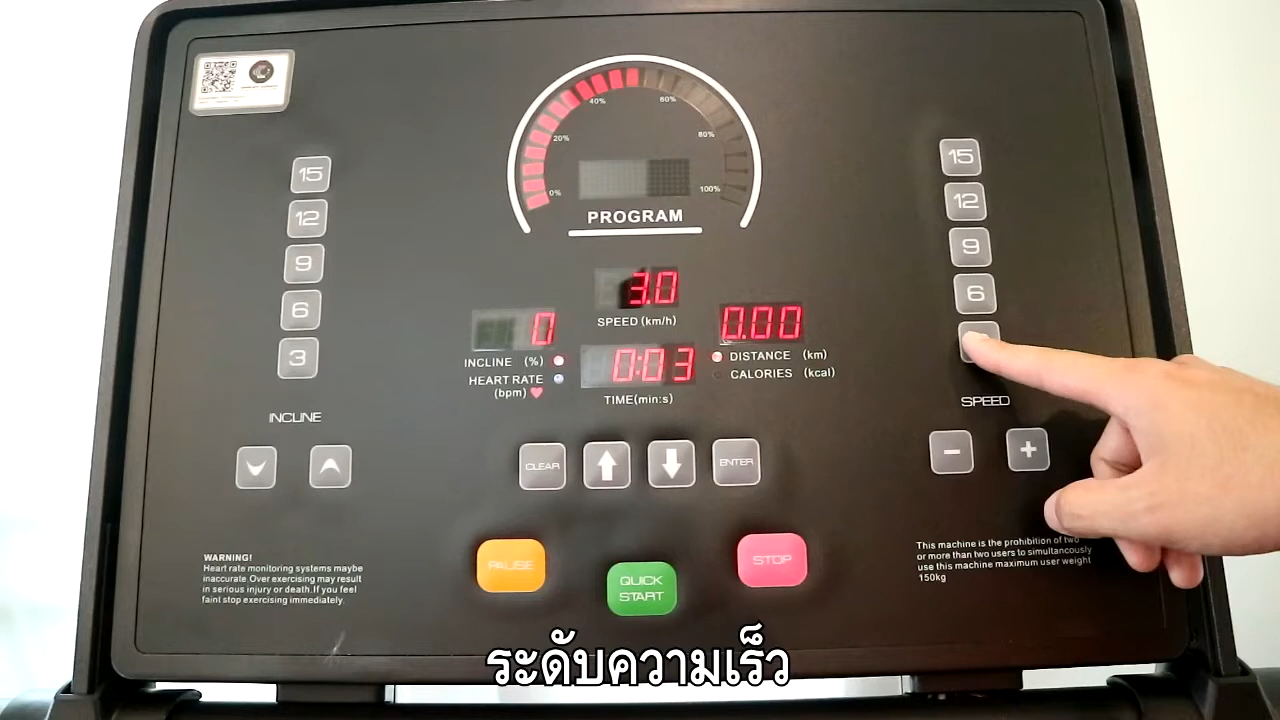 0%
20%
40%
60%
80%
100%
PROGRAM
15
12
9
6
3
INCLINE
3.0
SPEED (km/h)
0
INCLINE (%)
HEART RATE
(bpm)
0:03
TIME(min:s)
0.00
DISTANCE (km)
CALORIES (kcal)
15
12
9
6
SPEED
CLEAR
ENTER
PAUSE
QUICK
START
STOP
WARNING!
Heart rate monitoring systems maybe
inaccurate.Over exercising may result
in serious injury or death.If you feel
faint stop exercising immediately.
This machine is the prohibition of two
or more than two users to simultancously
use this machine maximum user weight
150kg
ระดับความเร็ว